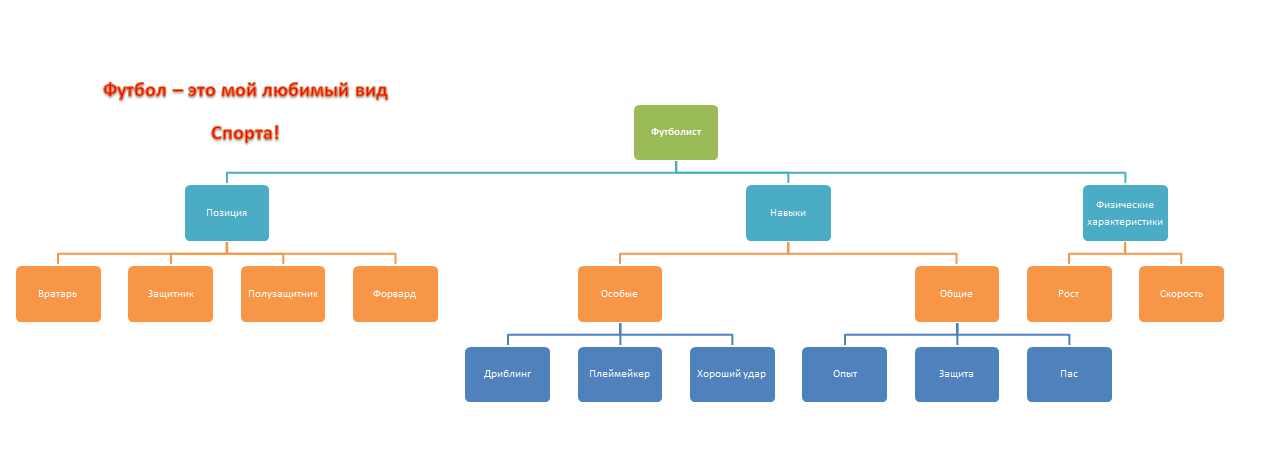 Футбол – это мой любимый вид
Спорта!
Футболист
Позиция
Навыки
Физические
характеристики
Вратарь
Защитник
Полузащитник
Форвард
Особые
Общие
Рост
Скорость
Дриблинг
Плеймейкер
Хороший удар
Опыт
Защита
Пас